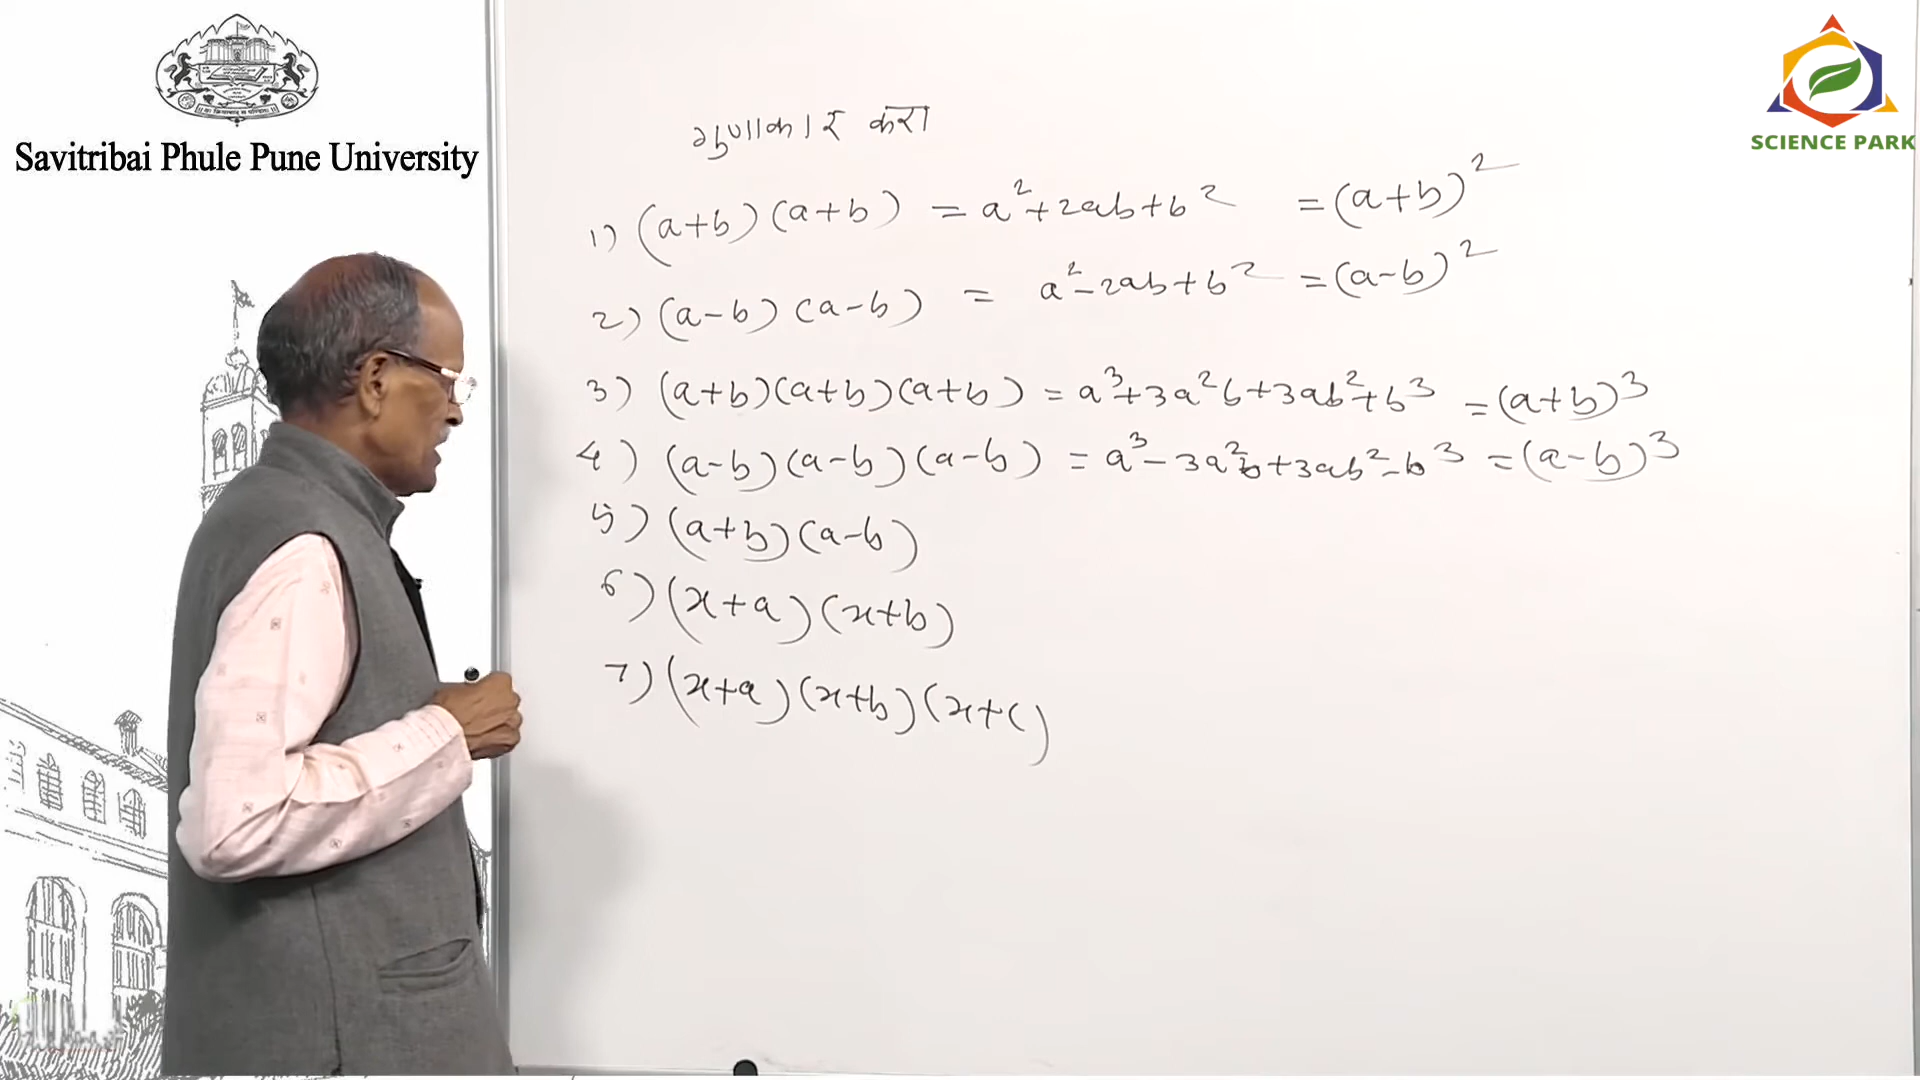 Savitribai Phule Pune University
SCIENCE PARK
गुणाकार करा
1) (a+b)(a+b) = a²+2ab+b² = (a+b)²
2) (a-b)(a-b) = a²-2ab+b² = (a-b)²
3) (a+b)(a+b)(a+b) = a³+3a²b+3ab²+b³ = (a+b)³
4) (a-b)(a-b)(a-b) = a³-3a²b+3ab²-b³ = (a-b)³
5) (a+b)(a-b)
6) (x+a)(x+b)
7) (x+a)(x+b)(x+c)